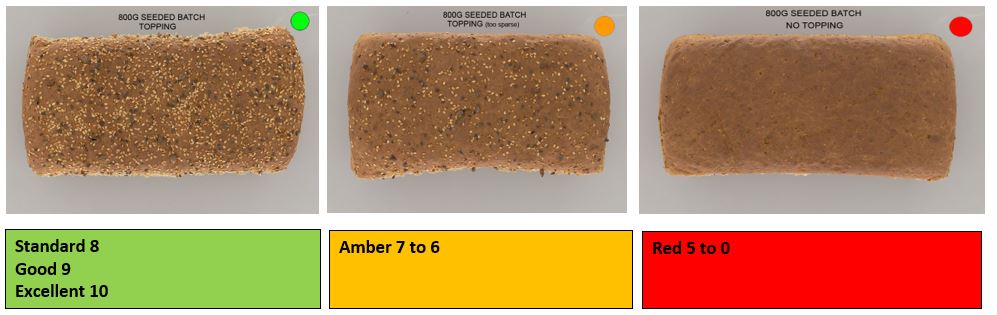 800G SEEDED BATCH
TOPPING
800G SEEDED BATCH
TOPPING (too sparse)
800G SEEDED BATCH
NO TOPPING
Standard 8
Good 9
Excellent 10
Amber 7 to 6
Red 5 to 0